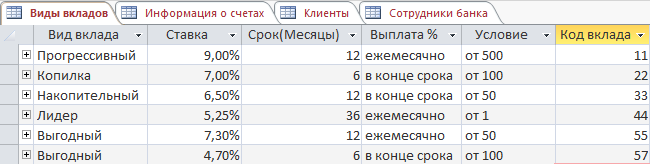 Виды вкладов Информация о счетах Клиенты Сотрудники банка
Вид вклада Ставка Срок(Месяцы) Выплата % Условие Код вклада
Прогрессивный 9,00% 12 ежемесячно от 500 11
Копилка 7,00% 6 в конце срока от 100 22
Накопительный 6,50% 12 в конце срока от 50 33
Лидер 5,25% 36 ежемесячно от 1 44
Выгодный 7,30% 12 ежемесячно от 50 55
Выгодный 4,70% 6 в конце срока от 100 57